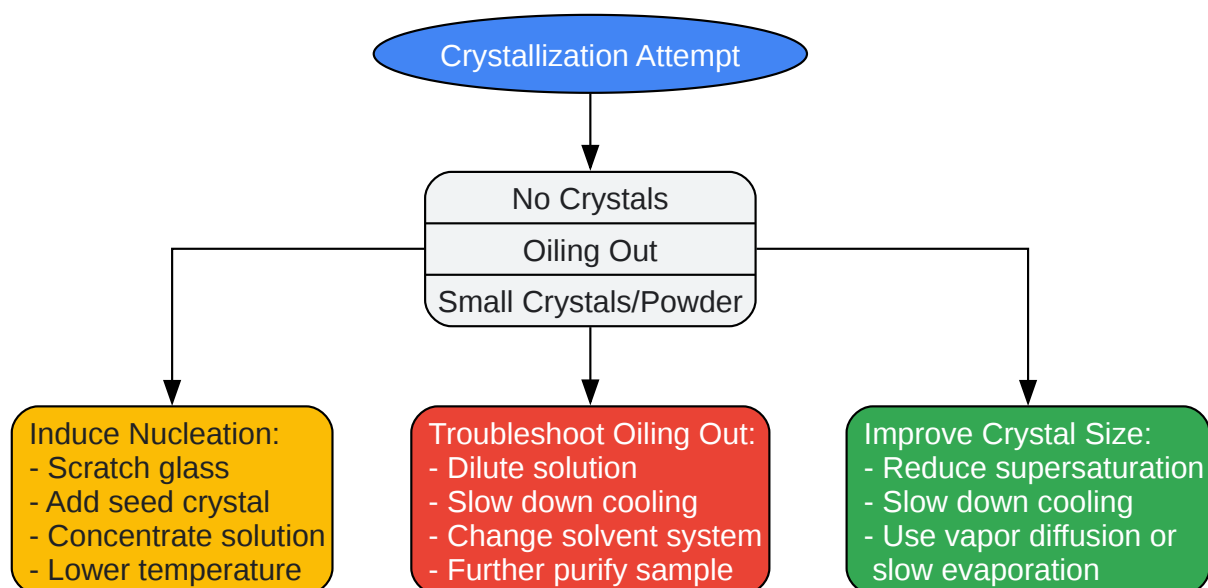 Crystallization Attempt
No Crystals
Oiling Out
Small Crystals/Powder
Induce Nucleation:
- Scratch glass
- Add seed crystal
- Concentrate solution
- Lower temperature
Troubleshoot Oiling Out:
- Dilute solution
- Slow down cooling
- Change solvent system
- Further purify sample
Improve Crystal Size:
- Reduce supersaturation
- Slow down cooling
- Use vapor diffusion or
slow evaporation